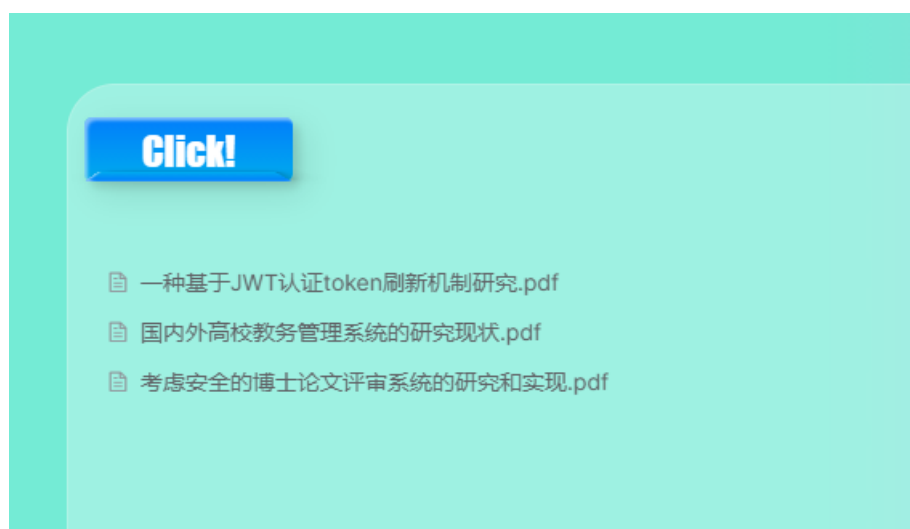 Click!
一种基于JWT认证token刷新机制研究.pdf
国内外高校教务管理系统的研究现状.pdf
考虑安全的博士论文评审系统的研究和实现.pdf